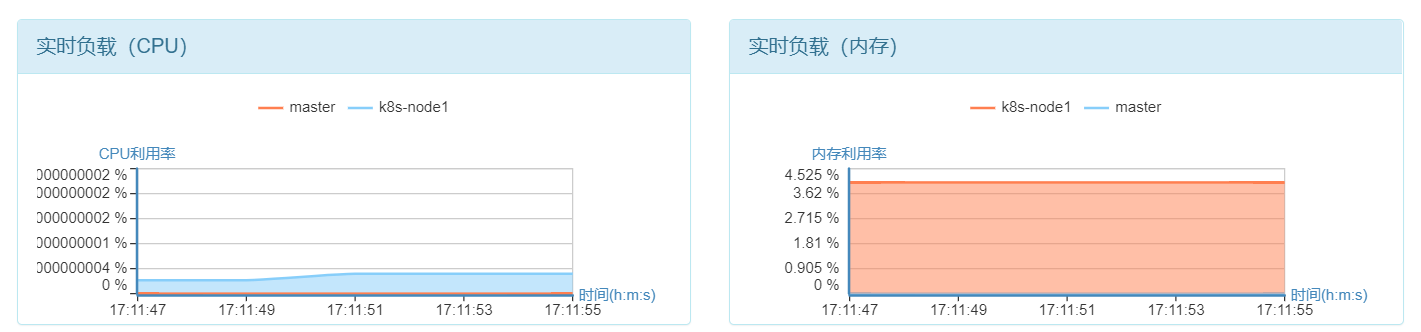 实时负载（CPU）
master k8s-node1
CPU利用率
000000002 %
000000002 %
000000002 %
000000001 %
000000004 %
0 %
17:11:47 17:11:49 17:11:51 17:11:53 17:11:55
时间(h:m:s)
实时负载（内存）
k8s-node1 master
内存利用率
4.525 %
3.62 %
2.715 %
1.81 %
0.905 %
0 %
17:11:47 17:11:49 17:11:51 17:11:53 17:11:55
时间(h:m:s)